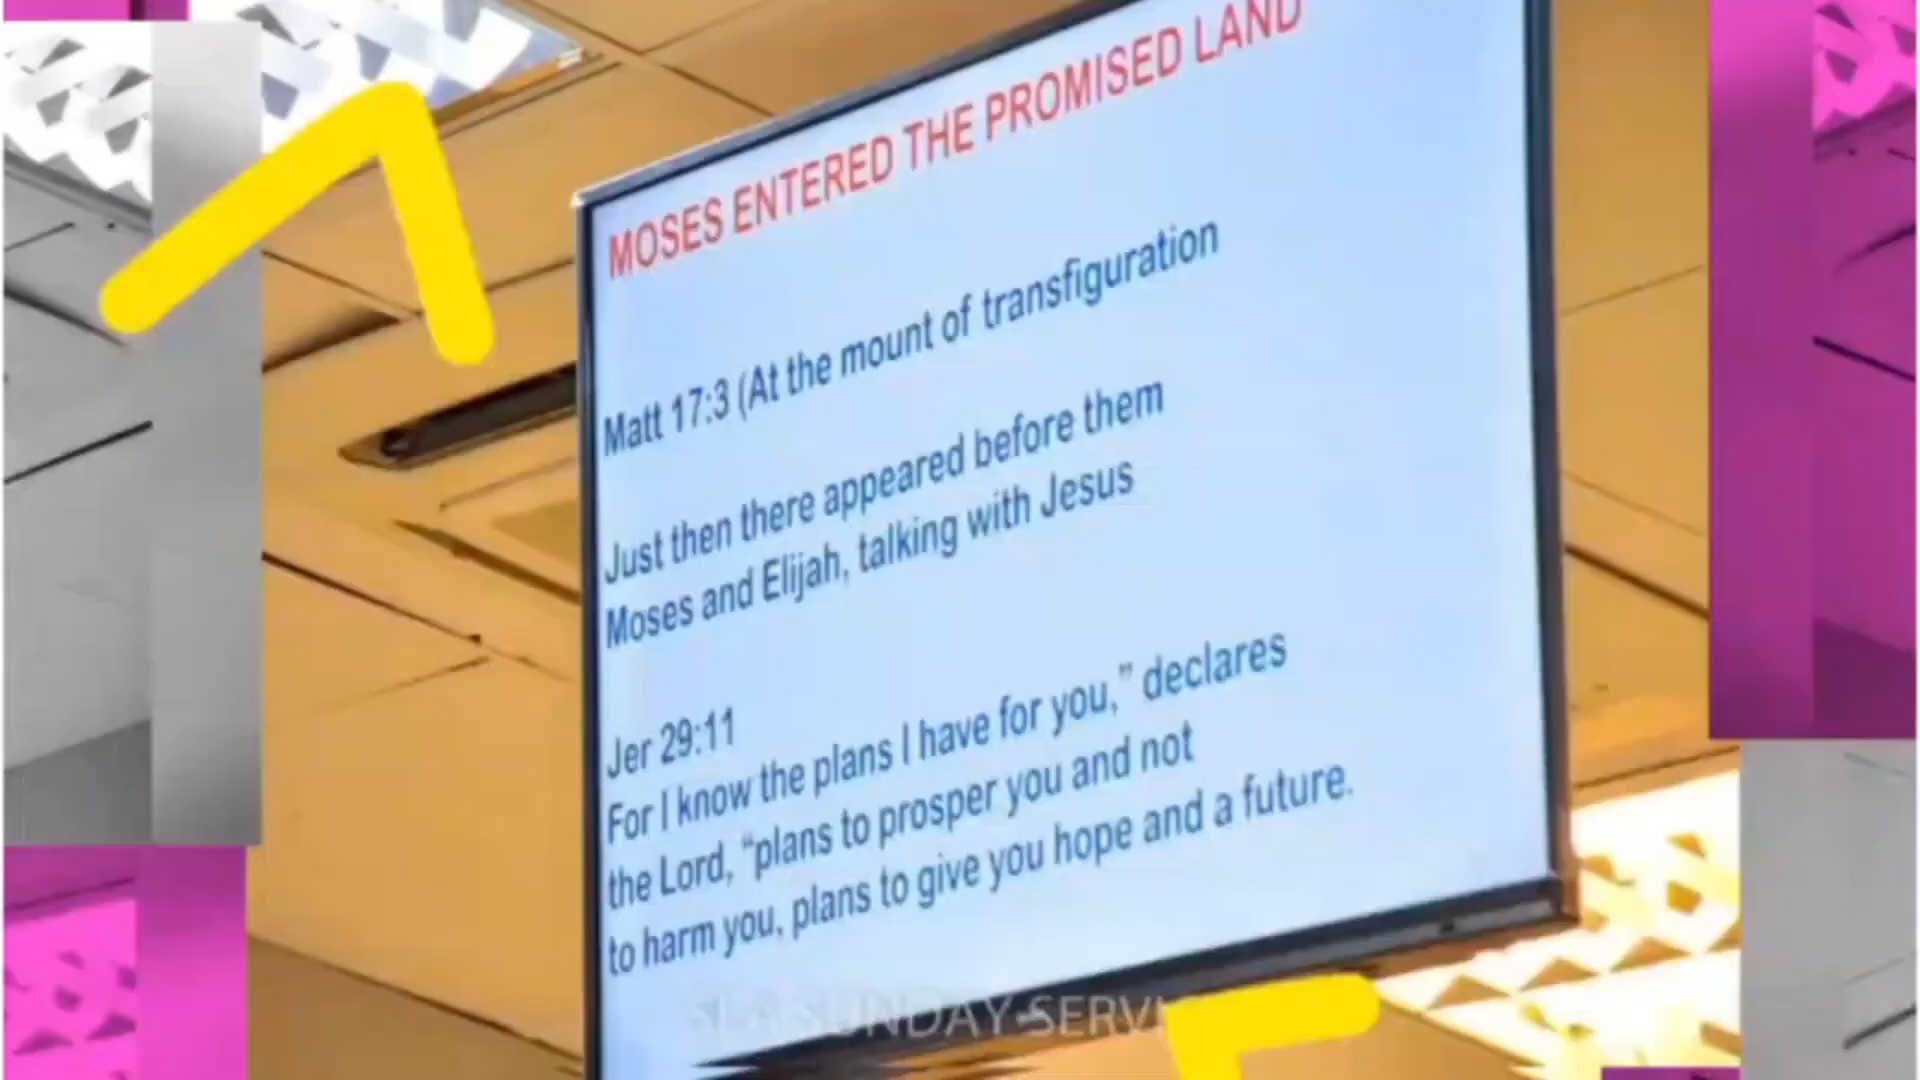 MOSES ENTERED THE PROMISED LAND
Matt 17:3 (At the mount of transfiguration
Just then there appeared before them
Moses and Elijah, talking with Jesus
Jer 29:11
For I know the plans I have for you,” declares
the Lord, “plans to prosper you and not
to harm you, plans to give you hope and a future.
SUNDAY SERVI